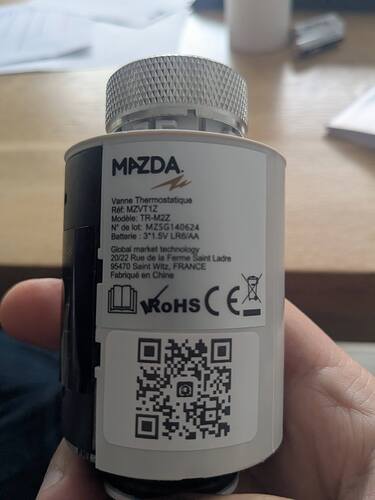 MAZDA.
Vanne Thermostatique
Réf: MZVT1Z
Modèle: TR-M2Z
N° de lot: MZSG140624
Batterie : 3*1.5V LR6/AA
Global market technology
20/22 Rue de la Ferme Saint Ladre
95470 Saint Witz, FRANCE
Fabriqué en Chine
RoHS CE